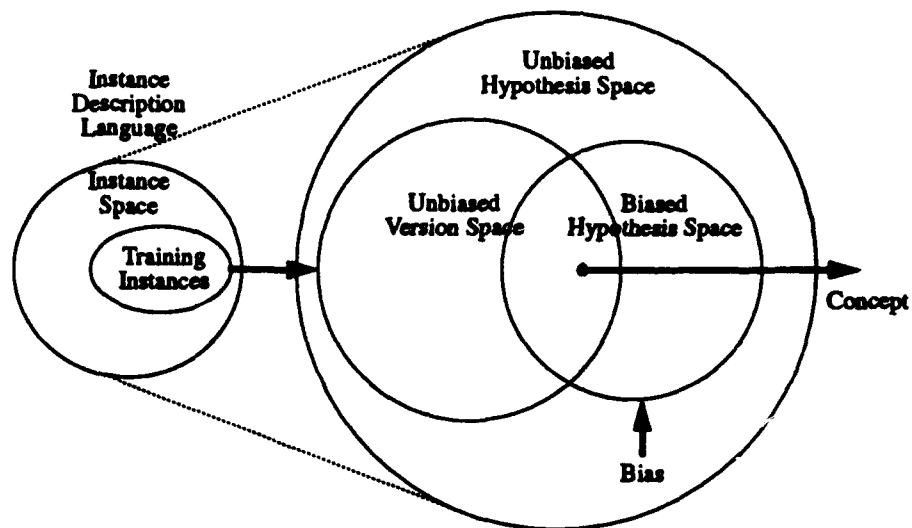 Instance
Description
Language
Instance
Space
Training
Instances
Unbiased
Hypothesis Space
Unbiased
Version Space
Biased
Hypothesis Space
Concept
Bias